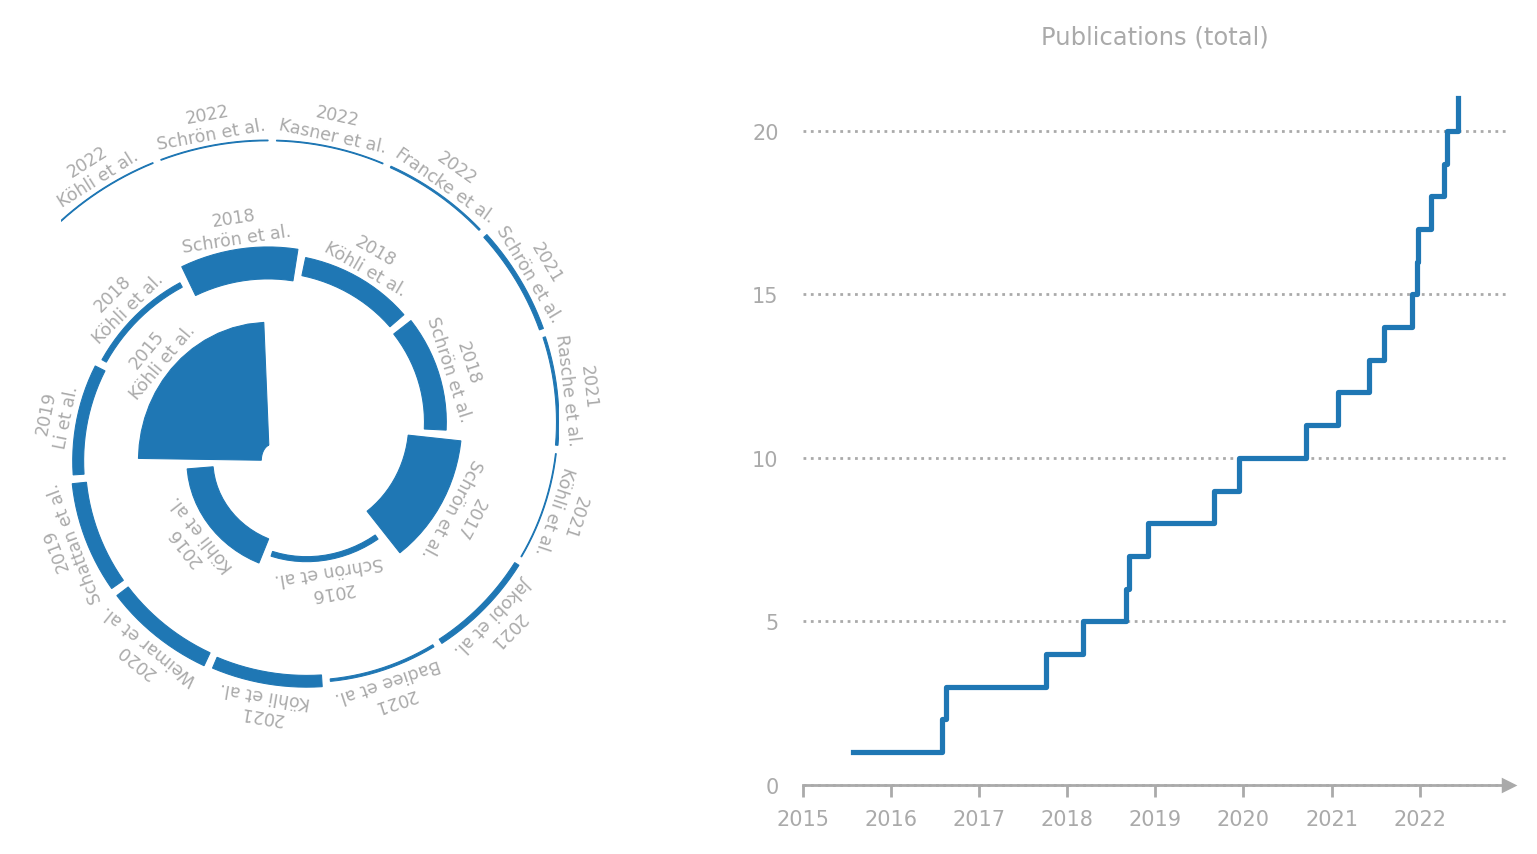 Publications (total)
2015
Köhli et al.
2016
Köhli et al.
2016
Schrön et al.
2017
Schrön et al.
2018
Schrön et al.
2018
Köhli et al.
2018
Schrön et al.
2018
Köhli et al.
2019
Li et al.
2019
Schattan et al.
2020
Weimar et al.
2021
Köhli et al.
2021
Badiee et al.
2021
Jakobi et al.
2021
Köhli et al.
2021
Rasche et al.
2021
Schrön et al.
2022
Francke et al.
2022
Kasner et al.
2022
Schrön et al.
2022
Köhli et al.
20
15
10
5
0
2015 2016 2017 2018 2019 2020 2021 2022